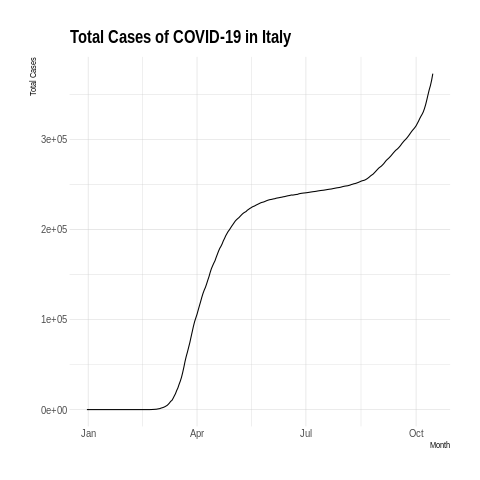 Total Cases of COVID-19 in Italy
Total Cases
3e+05
2e+05
1e+05
0e+00
Jan Apr Jul Oct
Month